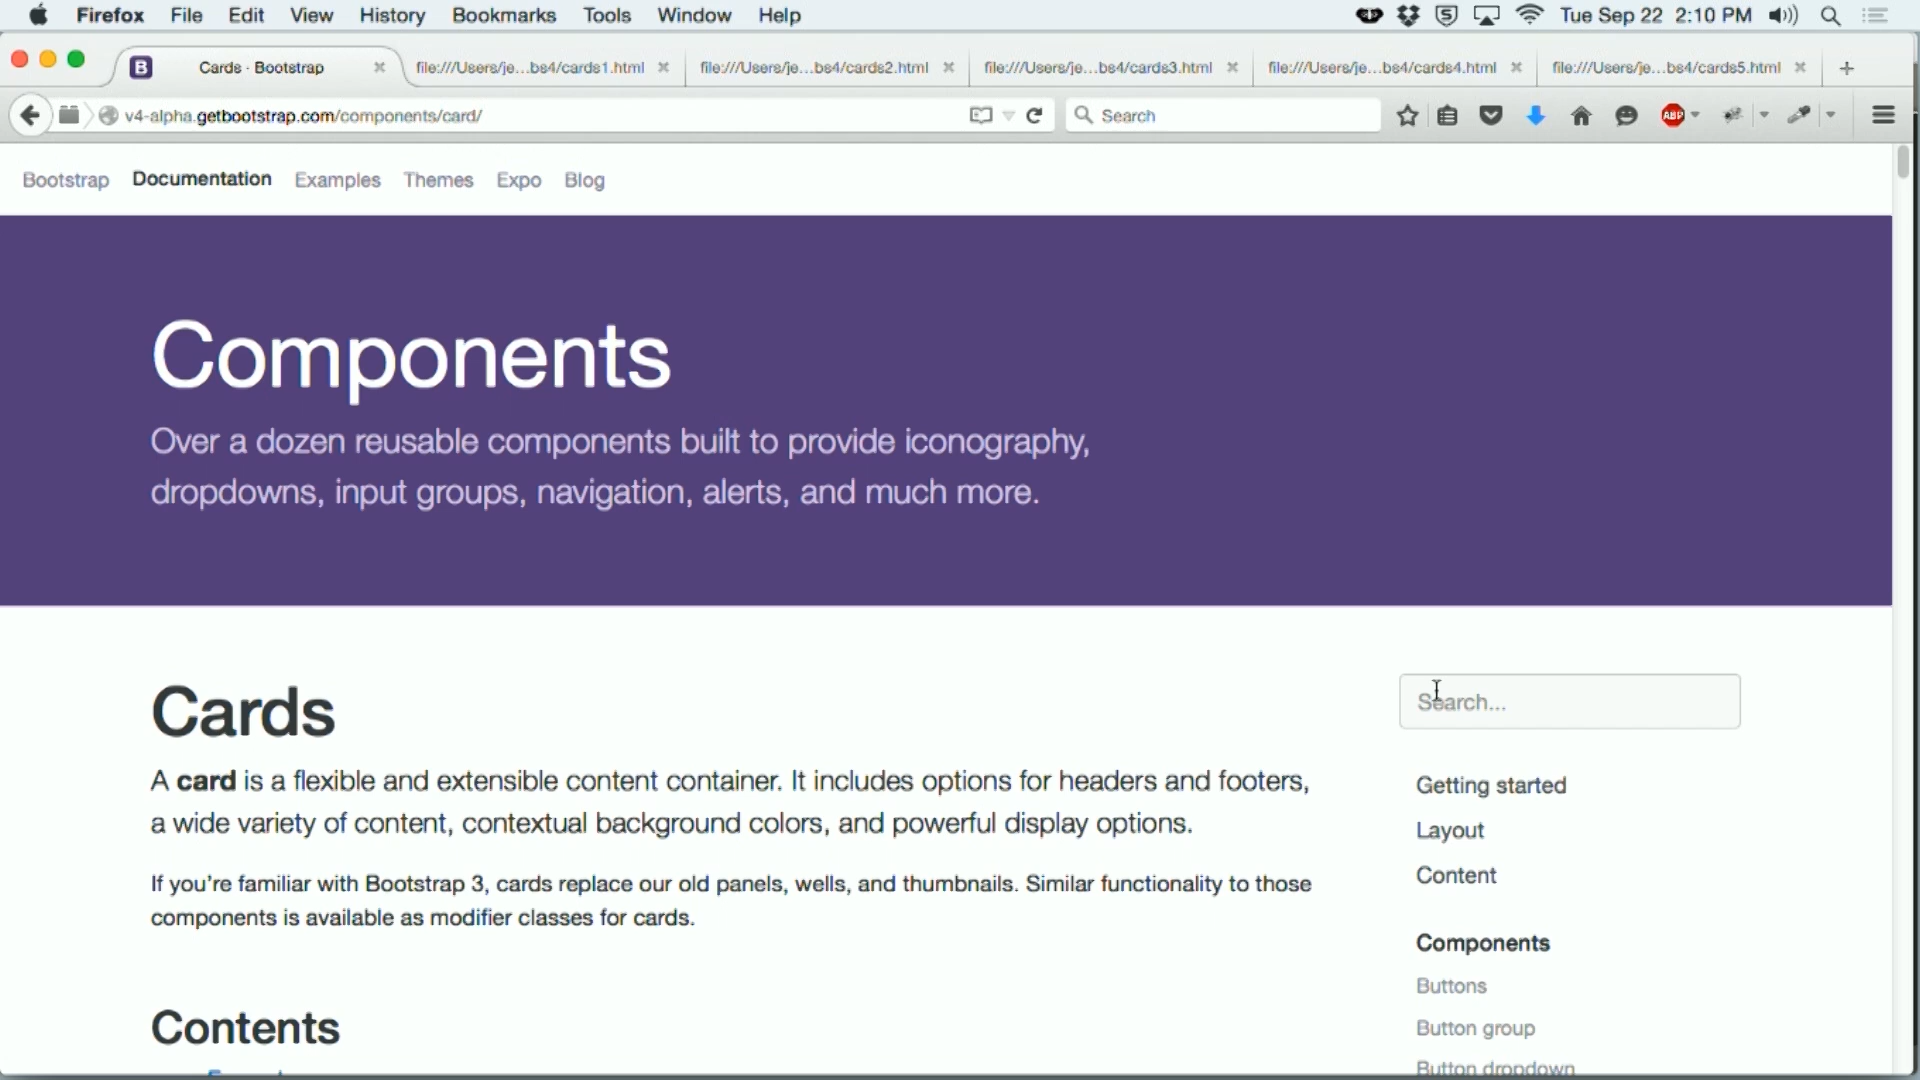 Firefox File Edit View History Bookmarks Tools Window Help Tue Sep 22 2:10 PM
B Cards · Bootstrap file:///Users/je...bs4/cards1.html file:///Users/je...bs4/cards2.html file:///Users/je...bs4/cards3.html file:///Users/je...bs4/cards4.html file:///Users/je...bs4/cards5.html
v4-alpha.getbootstrap.com/components/card/ Search ABP
Bootstrap Documentation Examples Themes Expo Blog
Components
Over a dozen reusable components built to provide iconography,
dropdowns, input groups, navigation, alerts, and much more.
Cards
A card is a flexible and extensible content container. It includes options for headers and footers,
a wide variety of content, contextual background colors, and powerful display options.
If you’re familiar with Bootstrap 3, cards replace our old panels, wells, and thumbnails. Similar functionality to those
components is available as modifier classes for cards.
Contents
Search...
Getting started
Layout
Content
Components
Buttons
Button group
Button dropdown